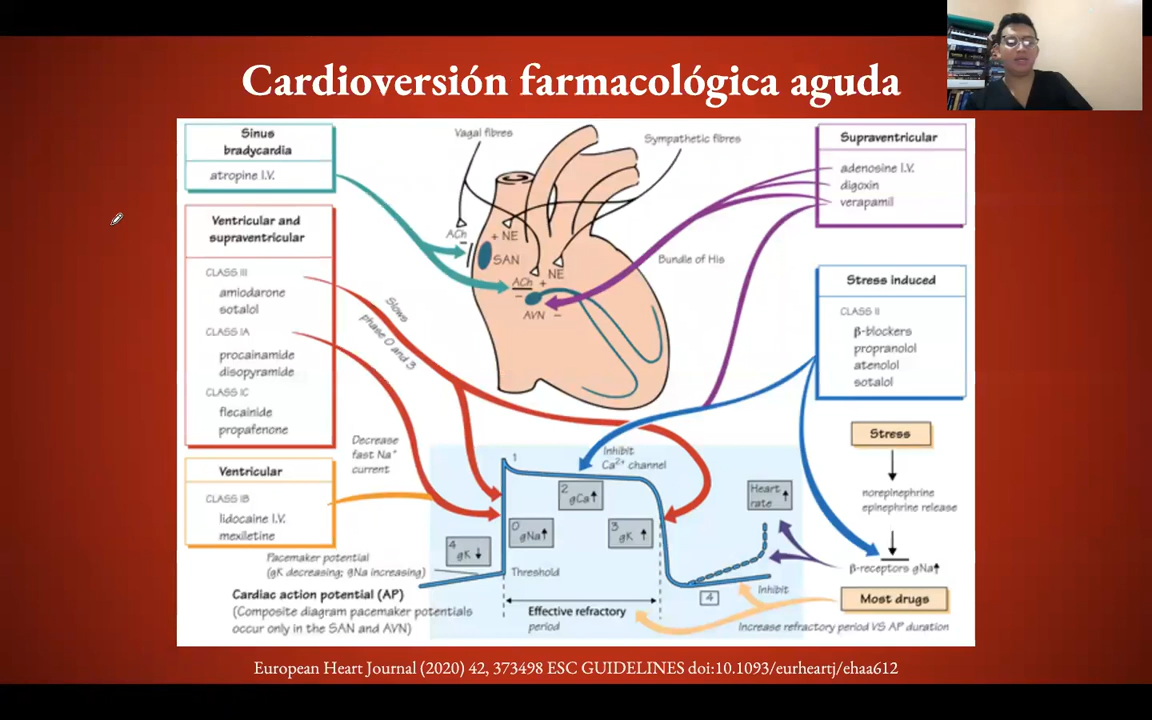 Cardioversión farmacológica aguda
Sinus
bradycardia
atropine I.V.
Ventricular and
supraventricular
CLASS III
amiodarone
sotalol
CLASS IA
procainamide
disopyramide
CLASS IC
flecainide
propafenone
Ventricular
CLASS IB
lidocaine I.V.
mexiletine
Vagal fibres
Sympathetic fibres
ACh
–
+ NE
SAN
ACh
–
NE
+
AVN –
Bundle of His
Supraventricular
adenosine I.V.
digoxin
verapamil
Stress induced
CLASS II
β-blockers
propranolol
atenolol
sotalol
Stress
norepinephrine
epinephrine release
β-receptors gNa↑
Most drugs
Slows
phase 0 and 3
Decrease
fast Na⁺
current
Inhibit
Ca²⁺ channel
1
2
gCa↑
0
gNa↑
3
gK ↑
4
gK ↓
Heart
rate ↑
Pacemaker potential
(gK decreasing; gNa increasing)
Threshold
4
Inhibit
Cardiac action potential (AP)
(Composite diagram pacemaker potentials
occur only in the SAN and AVN)
Effective refractory
period
Increase refractory period VS AP duration
European Heart Journal (2020) 42, 373498 ESC GUIDELINES doi:10.1093/eurheartj/ehaa612